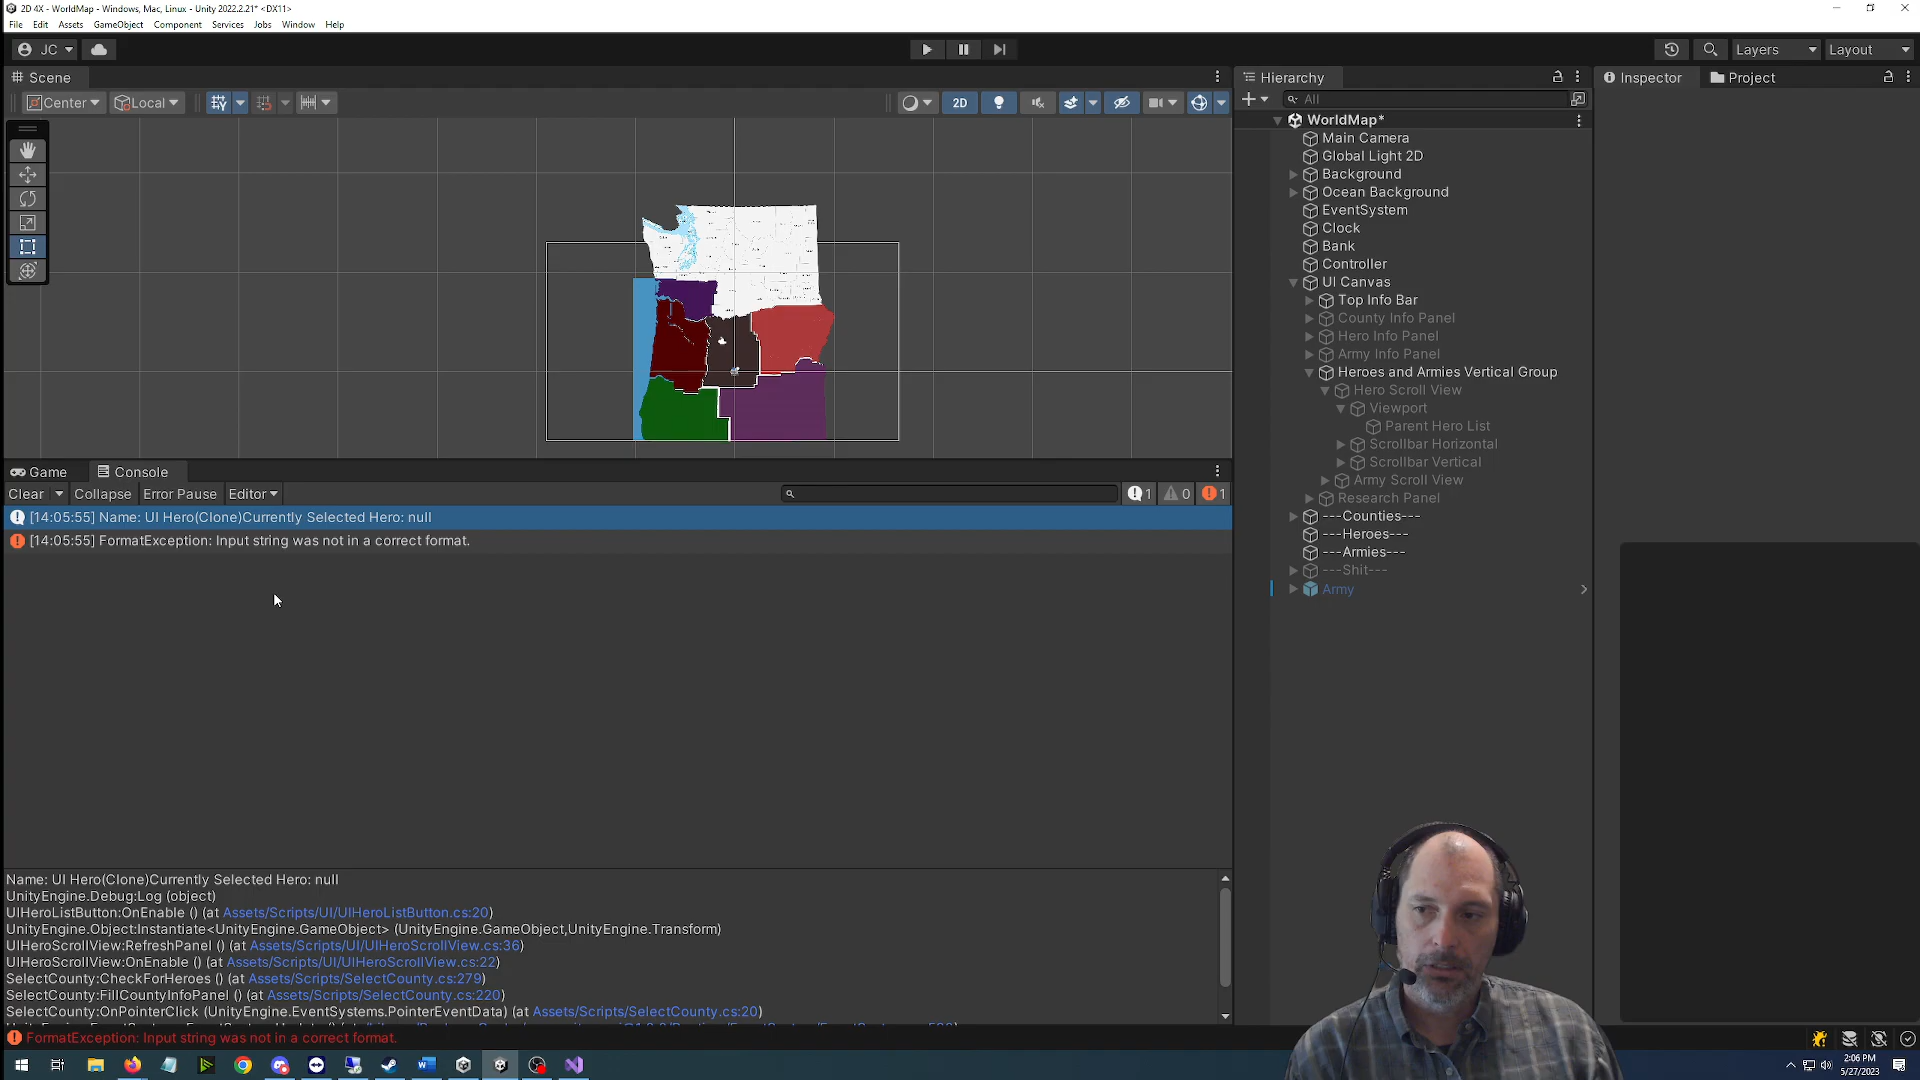 2D 4X - WorldMap - Windows, Mac, Linux - Unity 2022.2.21* <DX11>
File Edit Assets GameObject Component Services Jobs Window Help
JC
Layers
Layout
Scene
Hierarchy
Inspector
Project
Center
Local
2D
All
WorldMap*
Main Camera
Global Light 2D
Background
Ocean Background
EventSystem
Clock
Bank
Controller
UI Canvas
Top Info Bar
County Info Panel
Hero Info Panel
Army Info Panel
Heroes and Armies Vertical Group
Hero Scroll View
Viewport
Parent Hero List
Scrollbar Horizontal
Scrollbar Vertical
Army Scroll View
Research Panel
---Counties---
---Heroes---
---Armies---
---Shit---
Army
Game
Console
Clear Collapse Error Pause Editor
1 0 1
[14:05:55] Name: UI Hero(Clone)Currently Selected Hero: null
[14:05:55] FormatException: Input string was not in a correct format.
Name: UI Hero(Clone)Currently Selected Hero: null
UnityEngine.Debug:Log (object)
UIHeroListButton:OnEnable () (at Assets/Scripts/UI/UIHeroListButton.cs:20)
UnityEngine.Object:Instantiate<UnityEngine.GameObject> (UnityEngine.GameObject,UnityEngine.Transform)
UIHeroScrollView:RefreshPanel () (at Assets/Scripts/UI/UIHeroScrollView.cs:36)
UIHeroScrollView:OnEnable () (at Assets/Scripts/UI/UIHeroScrollView.cs:22)
SelectCounty:CheckForHeroes () (at Assets/Scripts/SelectCounty.cs:279)
SelectCounty:FillCountyInfoPanel () (at Assets/Scripts/SelectCounty.cs:220)
SelectCounty:OnPointerClick (UnityEngine.EventSystems.PointerEventData) (at Assets/Scripts/SelectCounty.cs:20)
FormatException: Input string was not in a correct format.
2:06 PM
5/27/2023